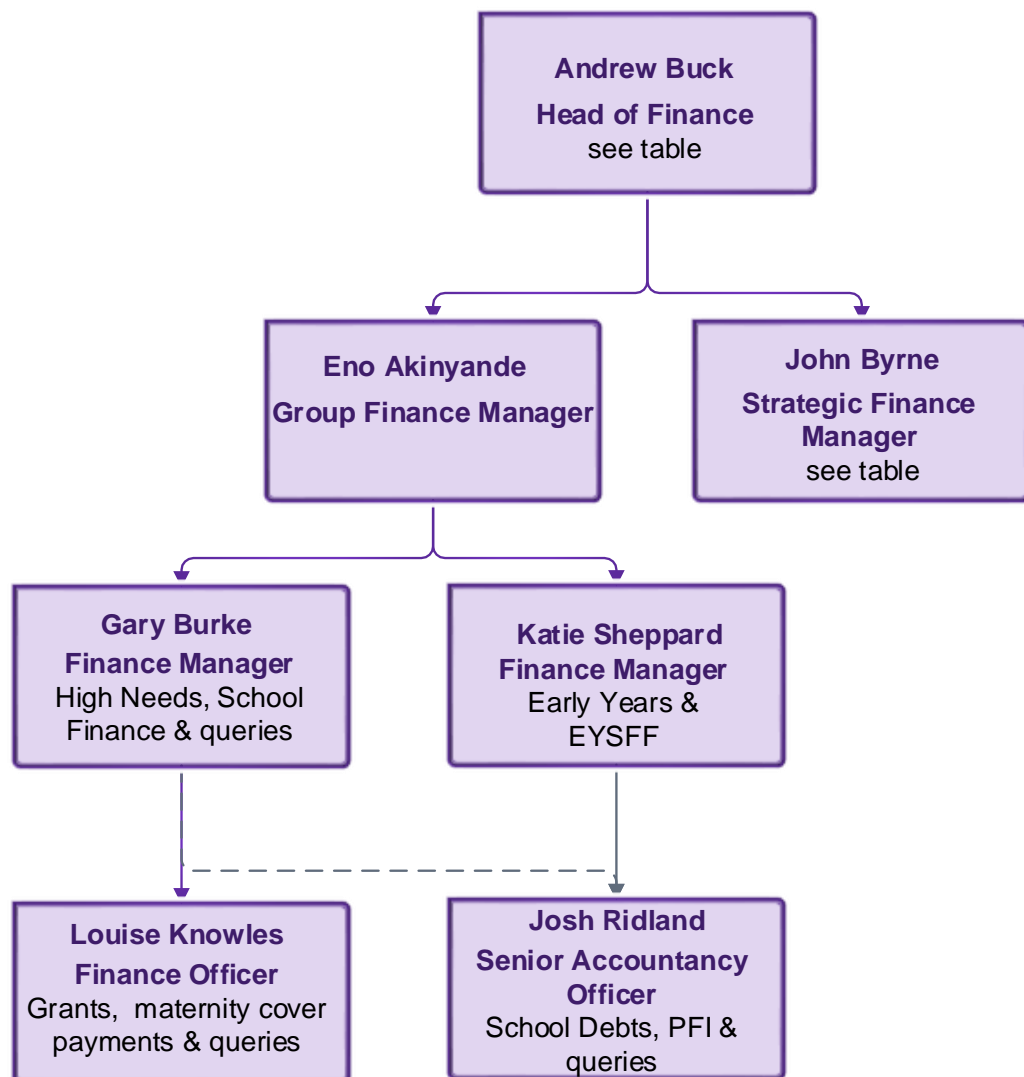 Andrew Buck
Head of Finance
see table
Eno Akinyande
Group Finance Manager
John Byrne
Strategic Finance
Manager
see table
Gary Burke
Finance Manager
High Needs, School
Finance & queries
Katie Sheppard
Finance Manager
Early Years &
EYSFF
Louise Knowles
Finance Officer
Grants, maternity cover
payments & queries
Josh Ridland
Senior Accountancy
Officer
School Debts, PFI &
queries